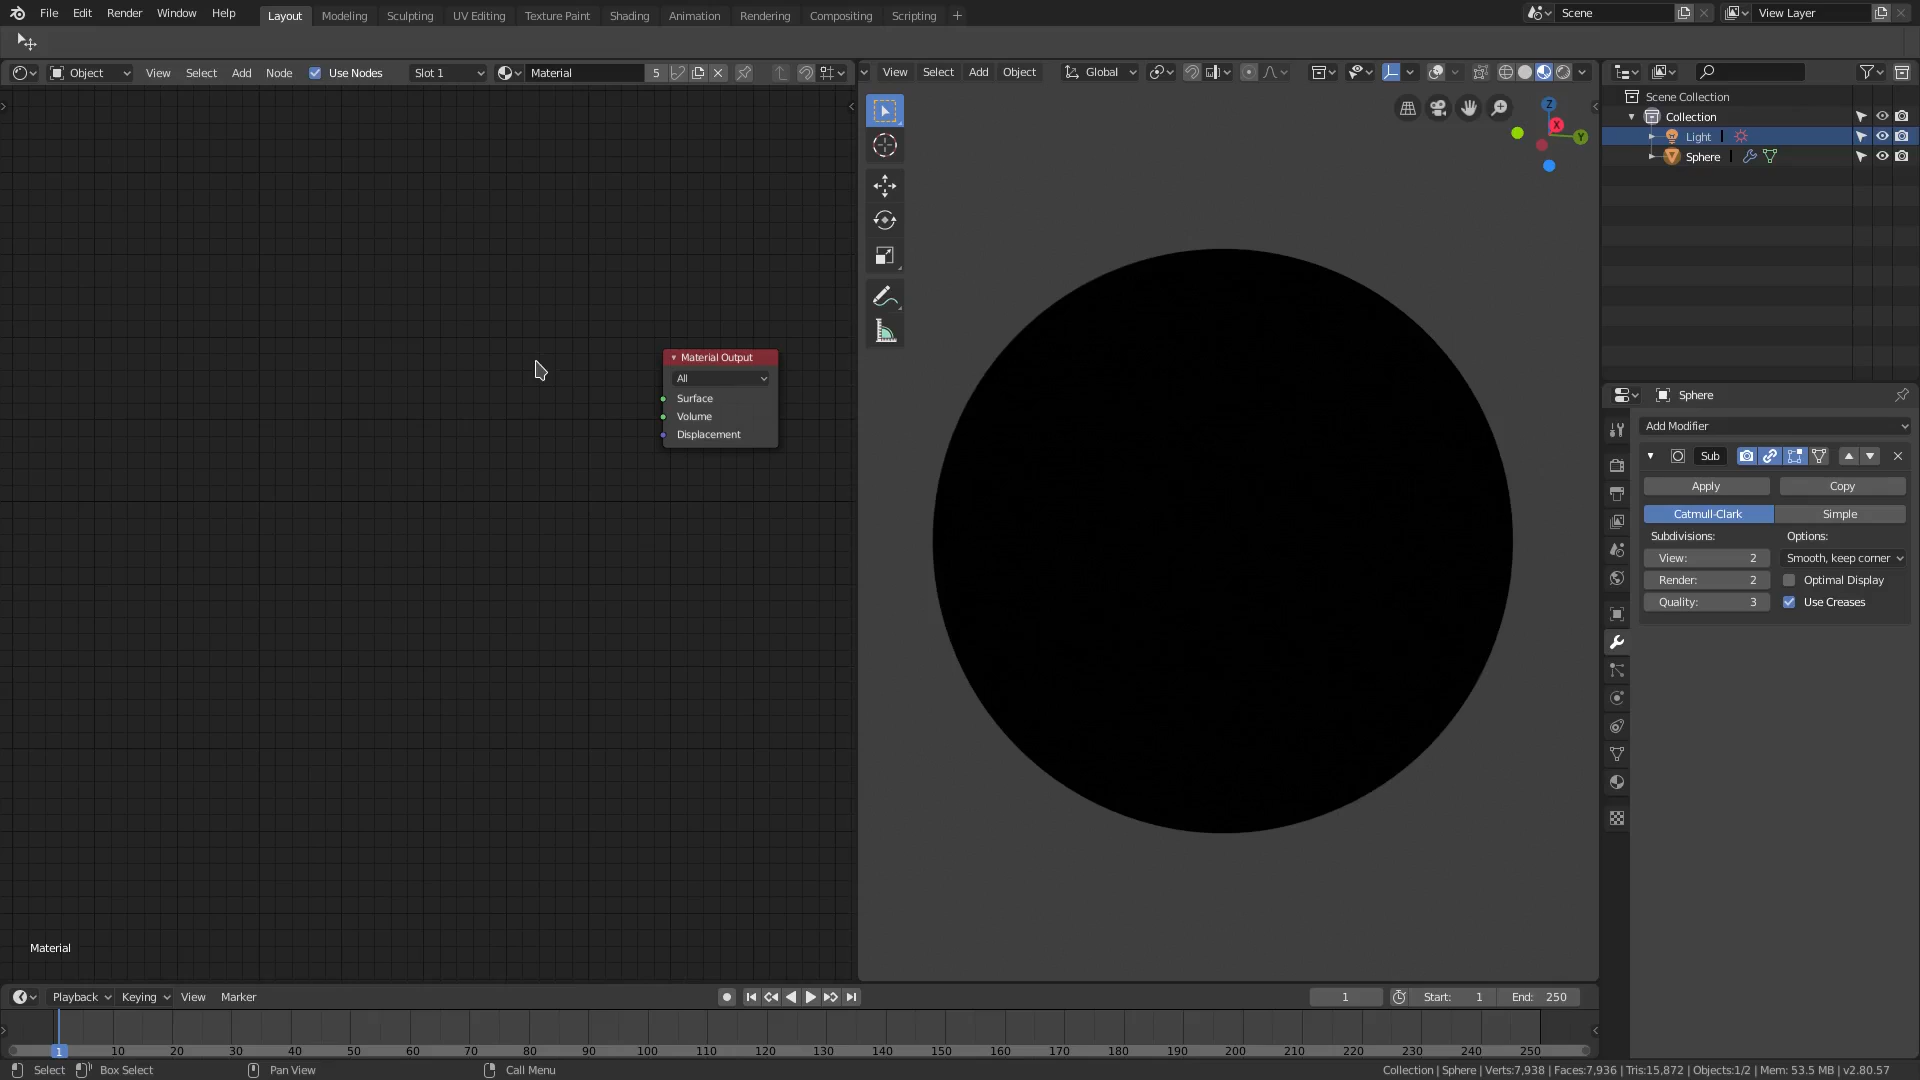 File Edit Render Window Help Layout Modeling Sculpting UV Editing Texture Paint Shading Animation Rendering Compositing Scripting + Scene View Layer
Object View Select Add Node Use Nodes Slot 1 Material 5 View Select Add Object Global
Scene Collection
Collection
Light
Sphere
Z
X
Y
Material Output
All
Surface
Volume
Displacement
Sphere
Add Modifier
Sub
Apply Copy
Catmull-Clark Simple
Subdivisions: Options:
View: 2 Smooth, keep corner
Render: 2 Optimal Display
Quality: 3 Use Creases
Material
Playback Keying View Marker 1 Start: 1 End: 250
1 10 20 30 40 50 60 70 80 90 100 110 120 130 140 150 160 170 180 190 200 210 220 230 240 250
Select Box Select Pan View Call Menu Collection | Sphere | Verts:7,938 | Faces:7,936 | Tris:15,872 | Objects:1/2 | Mem: 53.5 MB | v2.80.57